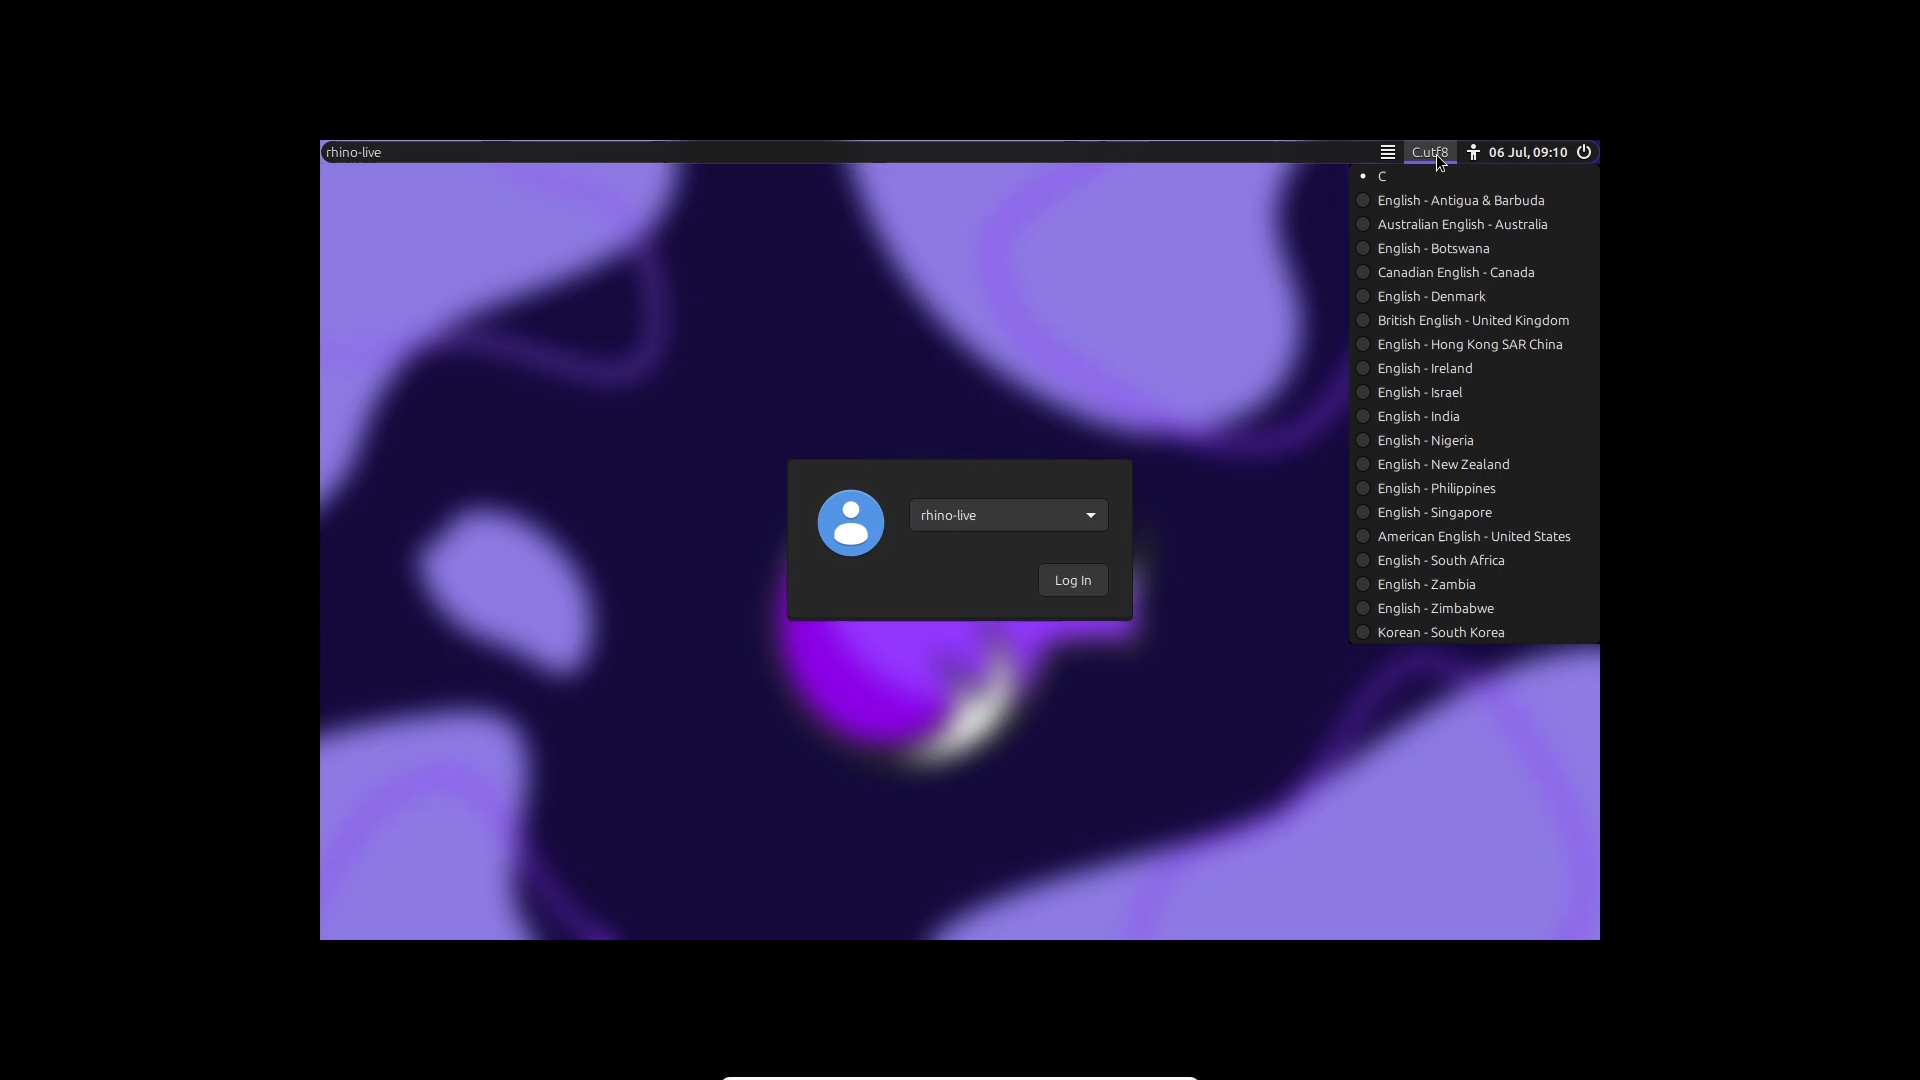 rhino-live
C.utf8
06 Jul, 09:10
C
English - Antigua & Barbuda
Australian English - Australia
English - Botswana
Canadian English - Canada
English - Denmark
British English - United Kingdom
English - Hong Kong SAR China
English - Ireland
English - Israel
English - India
English - Nigeria
English - New Zealand
English - Philippines
English - Singapore
American English - United States
English - South Africa
English - Zambia
English - Zimbabwe
Korean - South Korea
rhino-live
Log In